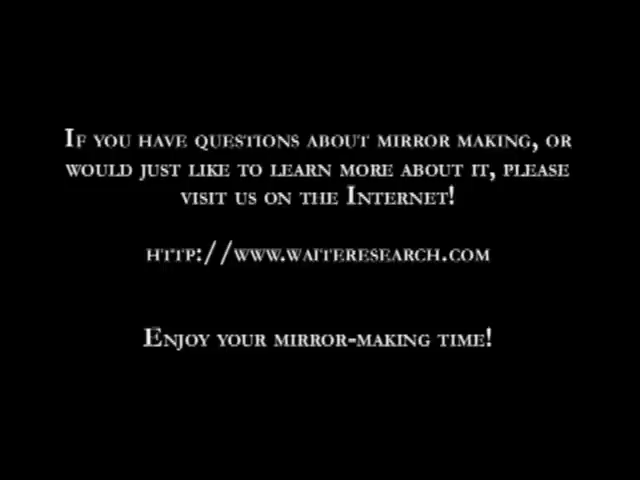 If you have questions about mirror making, or
would just like to learn more about it, please
visit us on the Internet!
http://www.waiteresearch.com
Enjoy your mirror-making time!